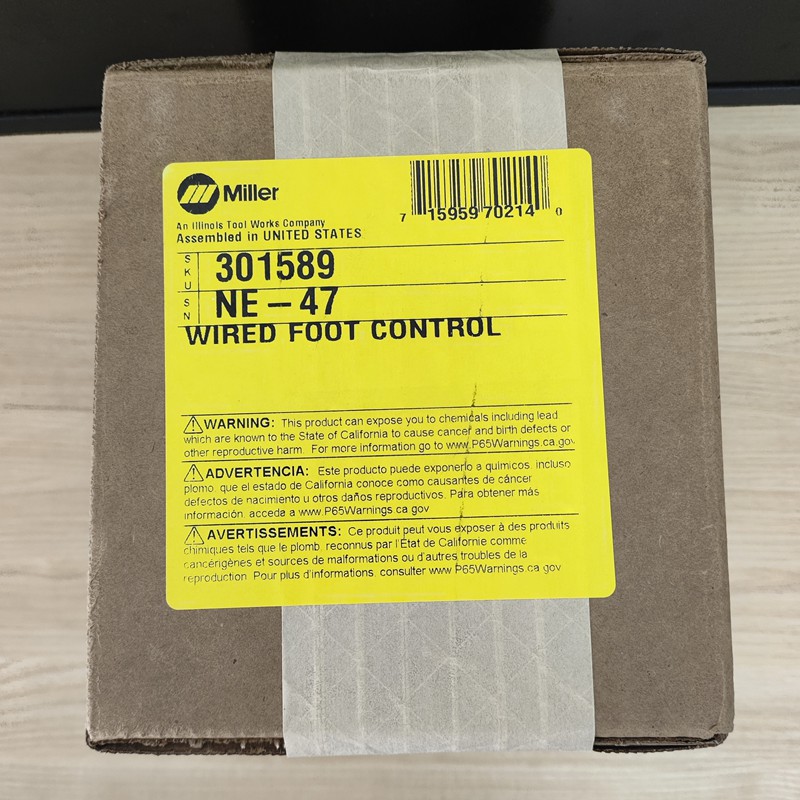 Miller
7 15959 70214 0
An Illinois Tool Works Company
Assembled in UNITED STATES
SKU 301589
SN NE-47
WIRED FOOT CONTROL
WARNING: This product can expose you to chemicals including lead
which are known to the State of California to cause cancer and birth defects or
other reproductive harm. For more information go to www.P65Warnings.ca.gov
ADVERTENCIA: Este producto puede exponerlo a quimicos, incluso
plomo, que el estado de California conoce como causantes de cáncer,
defectos de nacimiento u otros daños reproductivos. Para obtener más
información, acceda a www.P65Warnings.ca.gov
AVERTISSEMENTS: Ce produit peut vous exposer à des produits
chimiques tels que le plomb, reconnus par l'État de Californie comme
cancérigènes et sources de malformations ou d'autres troubles de la
reproduction. Pour plus d'informations, consulter www.P65Warnings.ca.gov